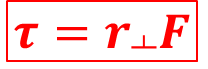 τ = r⊥F